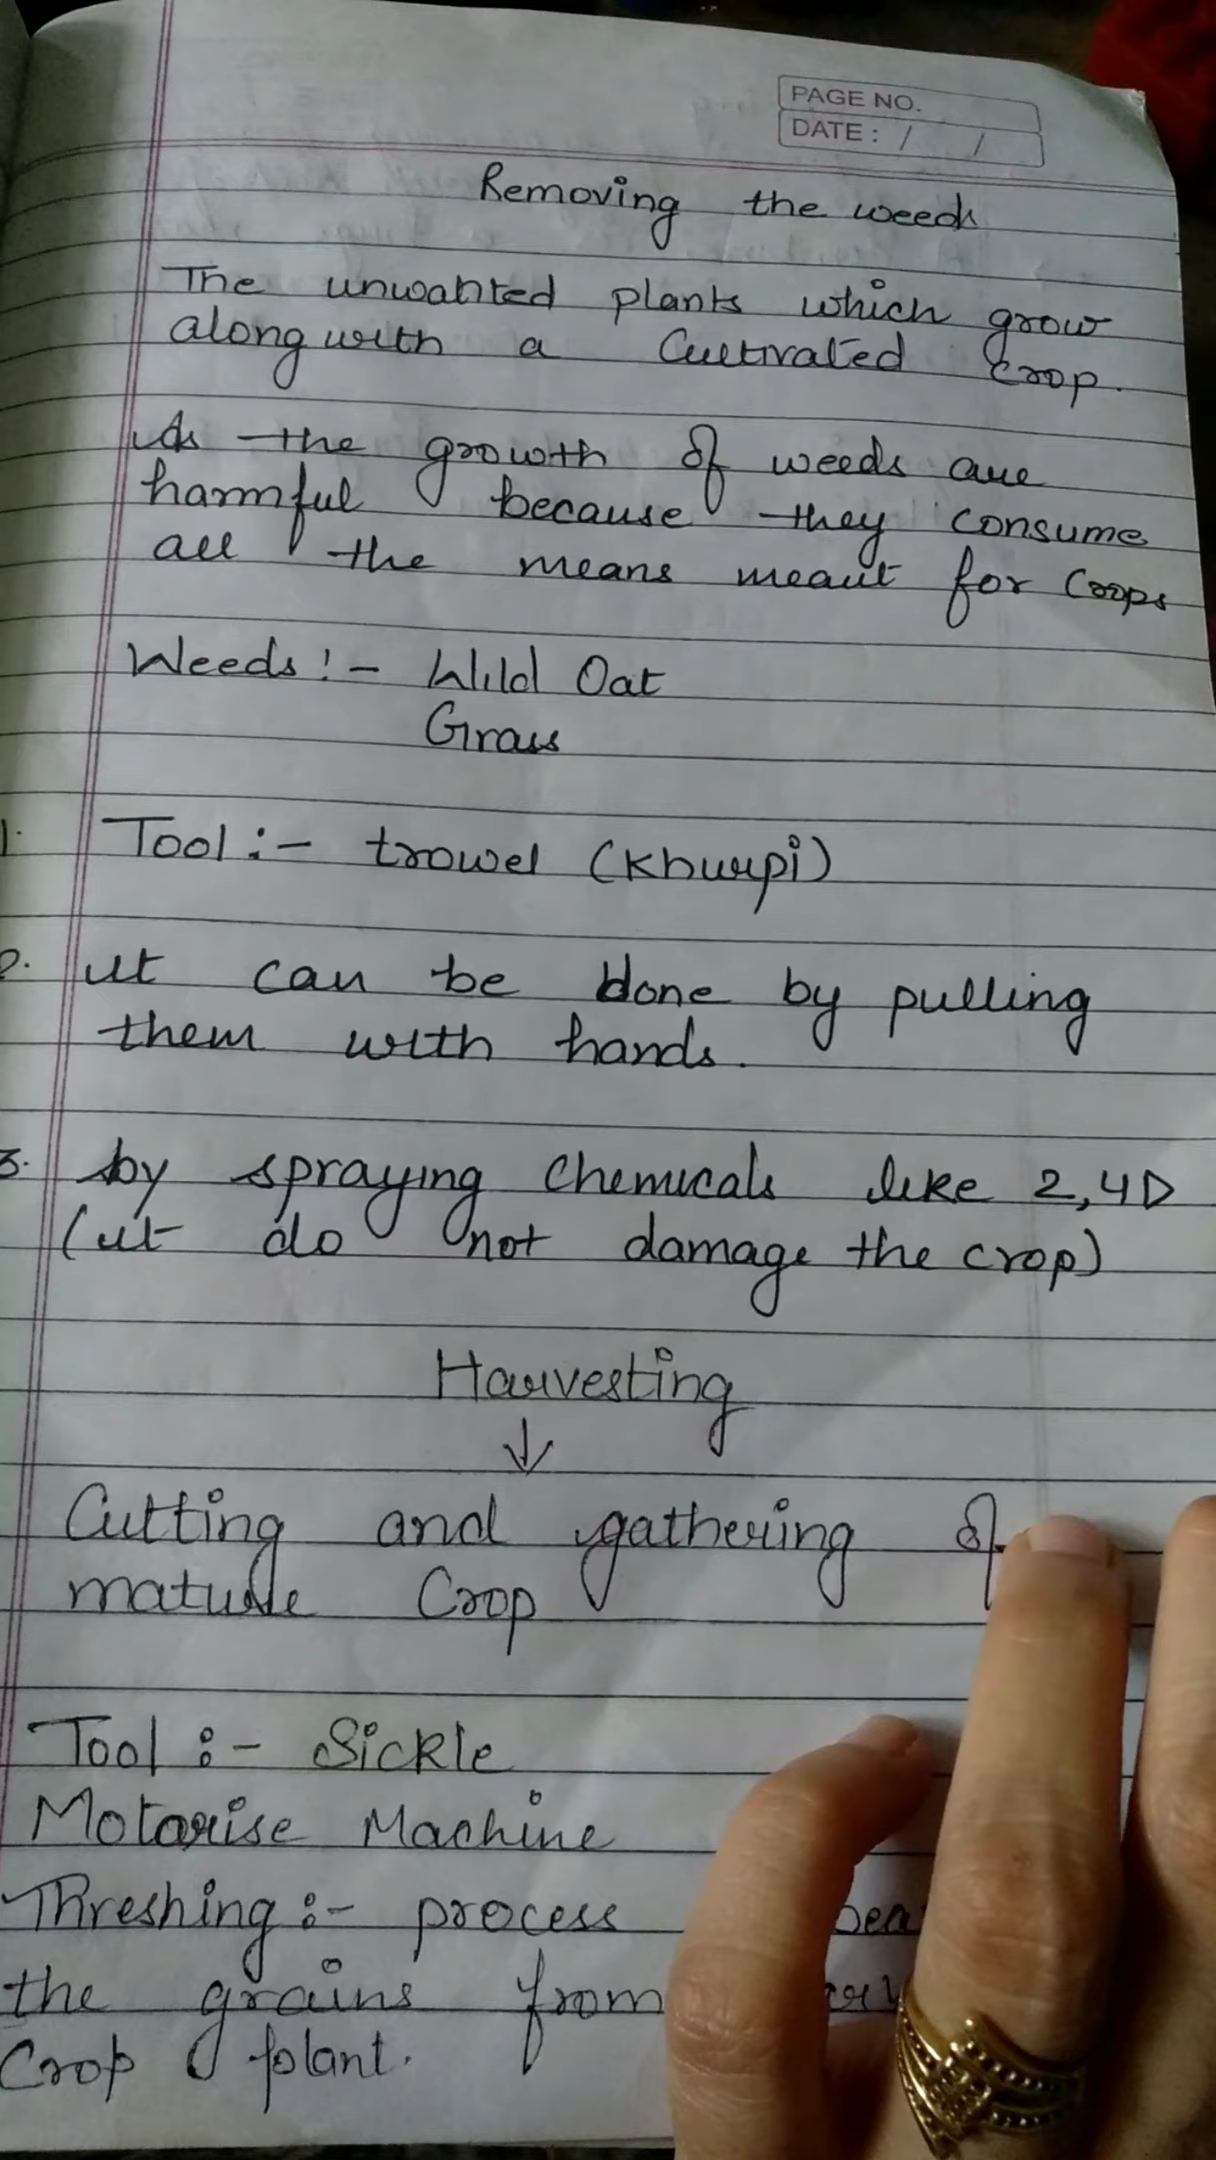 PAGE NO.
DATE : / /
Removing the weeds
The unwanted plants which grow
along with a Cultivated crop.
As the growth of weeds are
harmful because they consume
all the means meant for Crops
Weeds :- Wild Oat
Grass
1. Tool :- trowel (Khurpi)
2. It can be done by pulling
them with hands.
3. by spraying chemicals like 2,4D
(it do not damage the crop)
Harvesting
↓
Cutting and gathering of
mature Crop
Tool :- Sickle
Motorise Machine
Threshing :- process
the grains from
Crop plant.